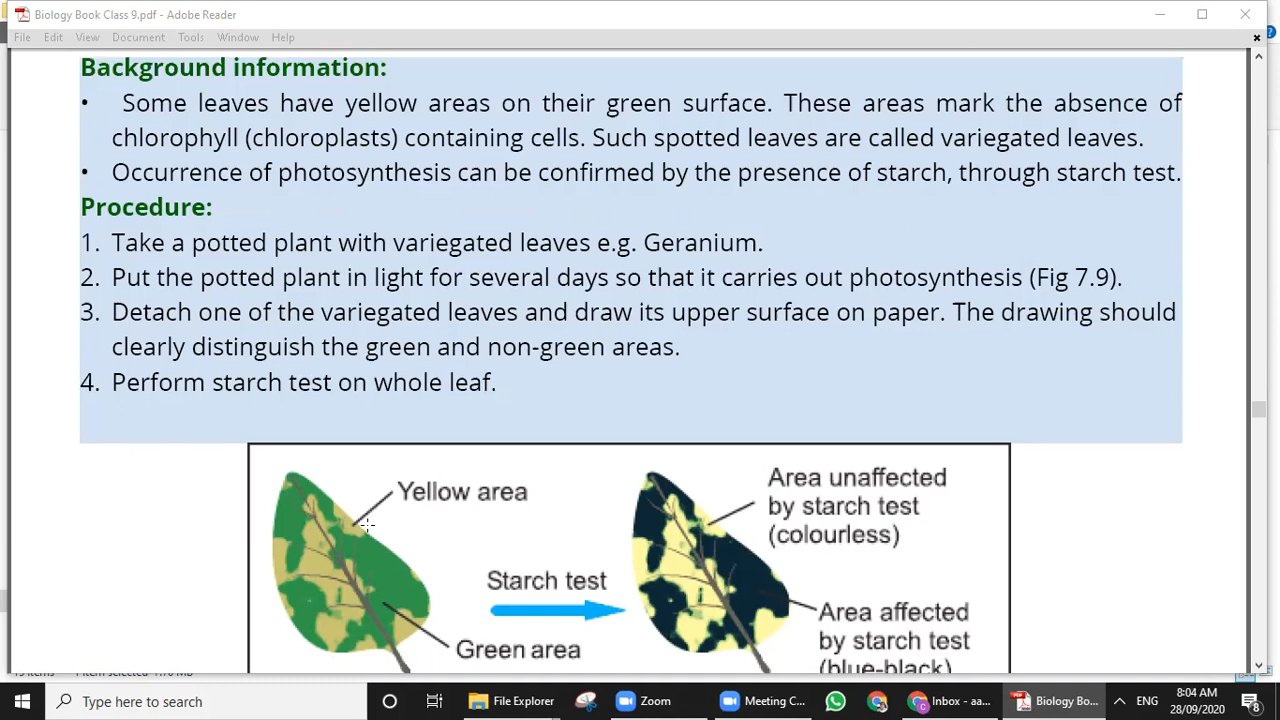 Biology Book Class 9.pdf - Adobe Reader
File Edit View Document Tools Window Help
Background information:
• Some leaves have yellow areas on their green surface. These areas mark the absence of
chlorophyll (chloroplasts) containing cells. Such spotted leaves are called variegated leaves.
• Occurrence of photosynthesis can be confirmed by the presence of starch, through starch test.
Procedure:
1. Take a potted plant with variegated leaves e.g. Geranium.
2. Put the potted plant in light for several days so that it carries out photosynthesis (Fig 7.9).
3. Detach one of the variegated leaves and draw its upper surface on paper. The drawing should
clearly distinguish the green and non-green areas.
4. Perform starch test on whole leaf.
Yellow area
Green area
Starch test
Area unaffected
by starch test
(colourless)
Area affected
by starch test
(blue-black)
Type here to search
File Explorer
Zoom
Meeting C...
Inbox - aa...
Biology Bo...
ENG
8:04 AM
28/09/2020
8